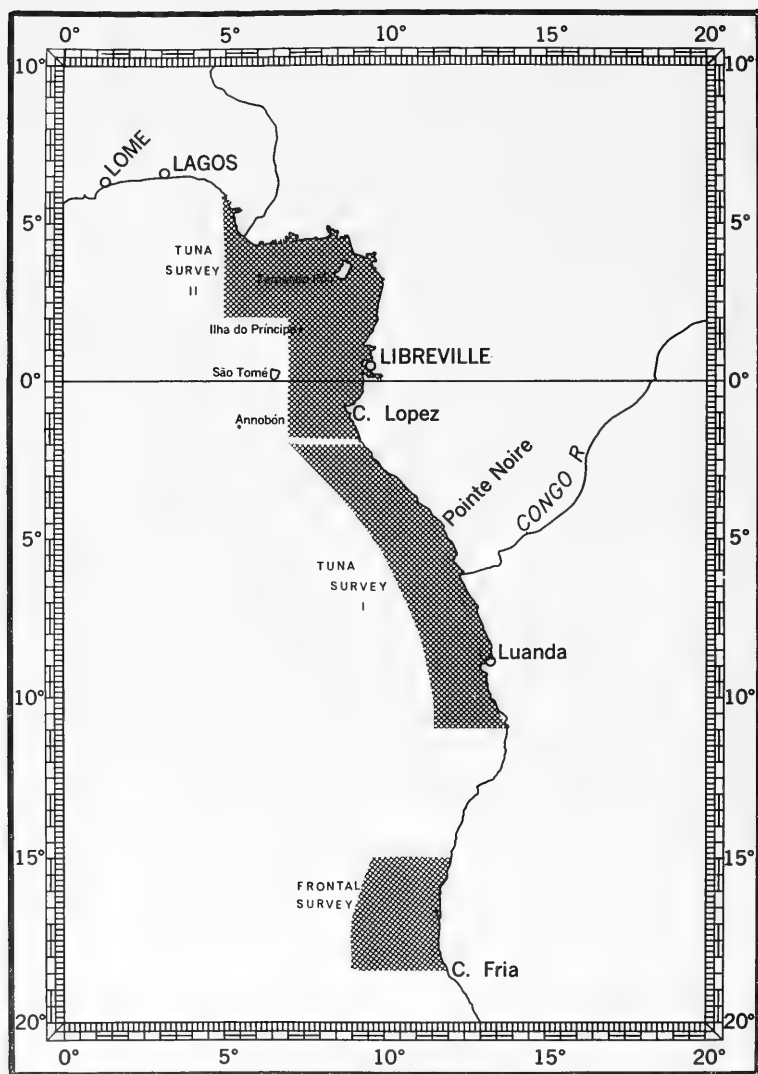 0° 5° 10° 15° 20°
10° 10°
LOME
LAGOS
5° 5°
TUNA
SURVEY
II
Fernando Póo
Ilha do Príncipe
LIBREVILLE
São Tomé
0° 0°
C. Lopez
Annobón
Pointe Noire
CONGO R
5° 5°
TUNA
SURVEY
I
Luanda
10° 10°
15° 15°
FRONTAL
SURVEY
C. Fria
20° 20°
0° 5° 10° 15° 20°